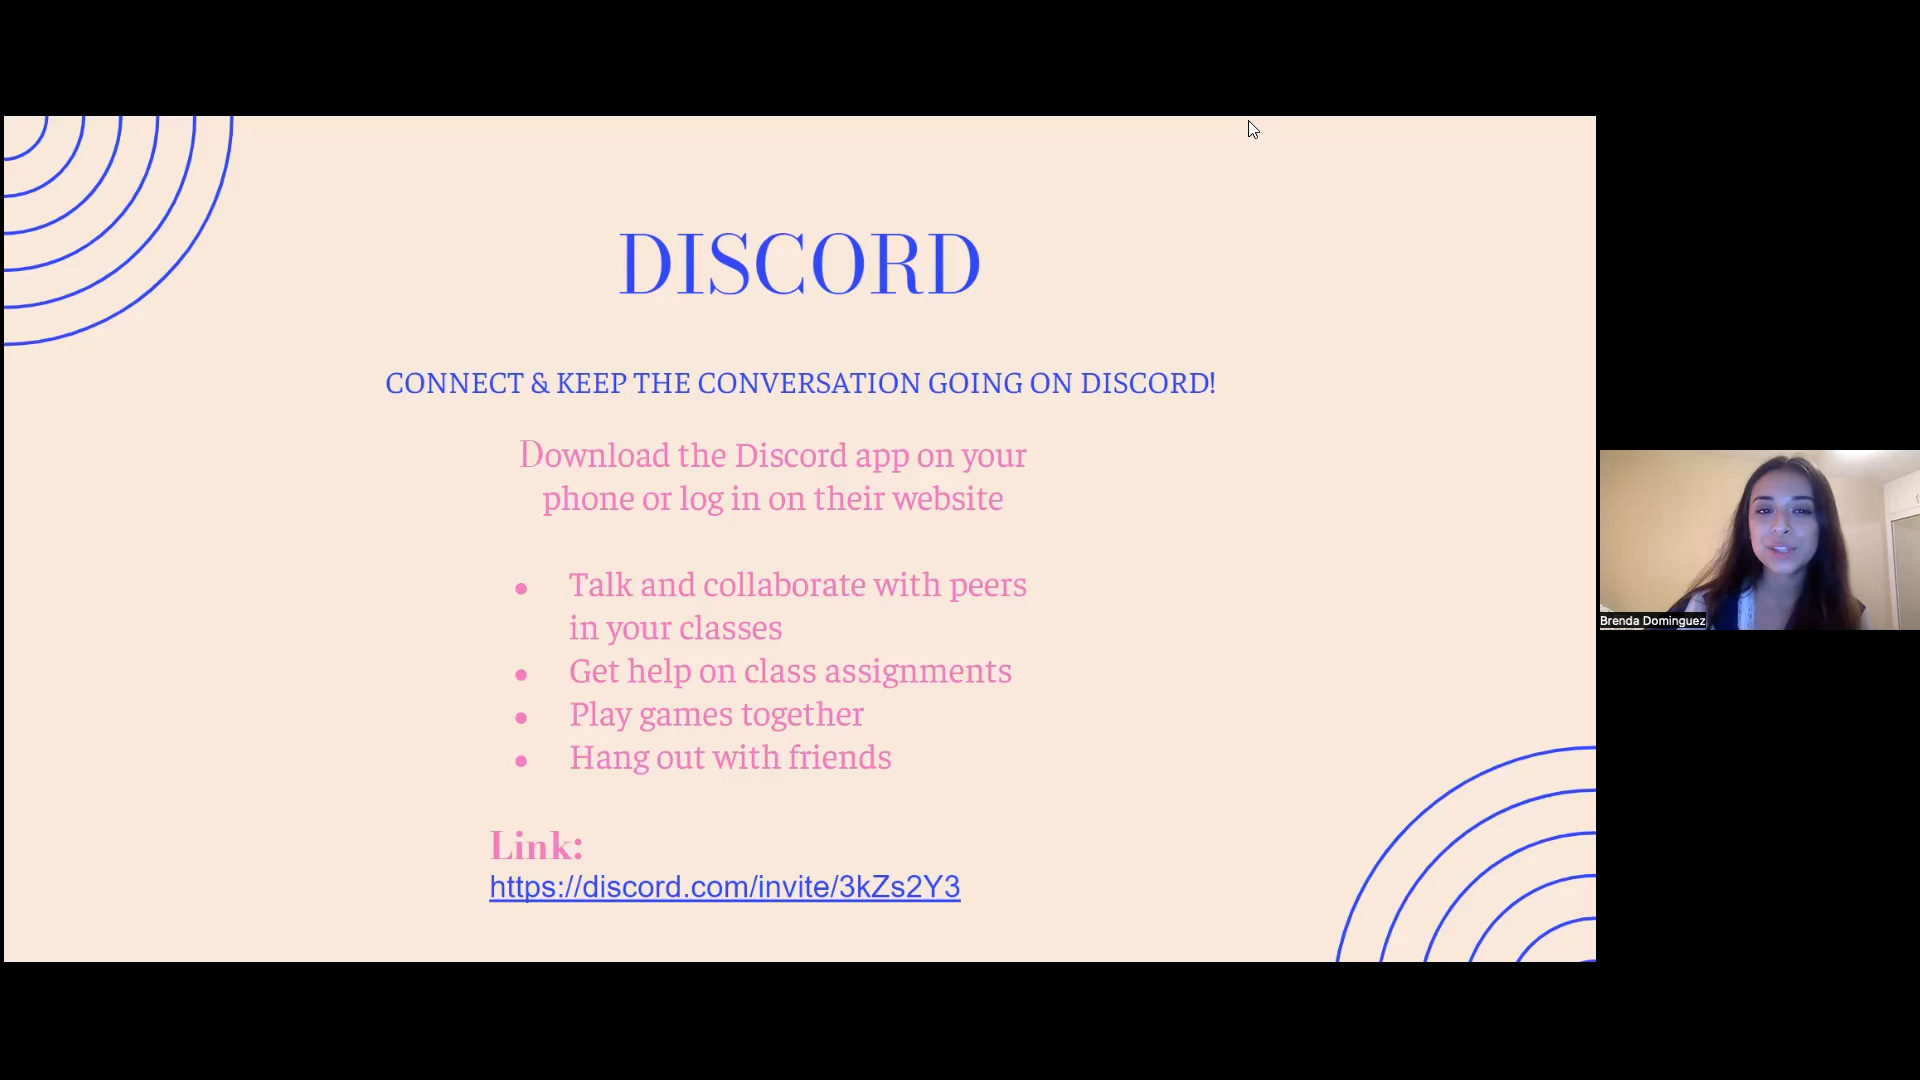 DISCORD
CONNECT & KEEP THE CONVERSATION GOING ON DISCORD!
Download the Discord app on your
phone or log in on their website
● Talk and collaborate with peers
in your classes
● Get help on class assignments
● Play games together
● Hang out with friends
Link:
https://discord.com/invite/3kZs2Y3
Brenda Dominguez